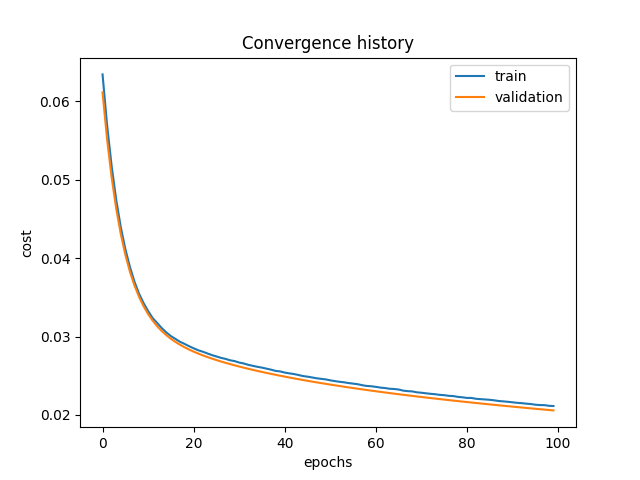 Convergence history
train
validation
cost
0.06
0.05
0.04
0.03
0.02
0 20 40 60 80 100
epochs